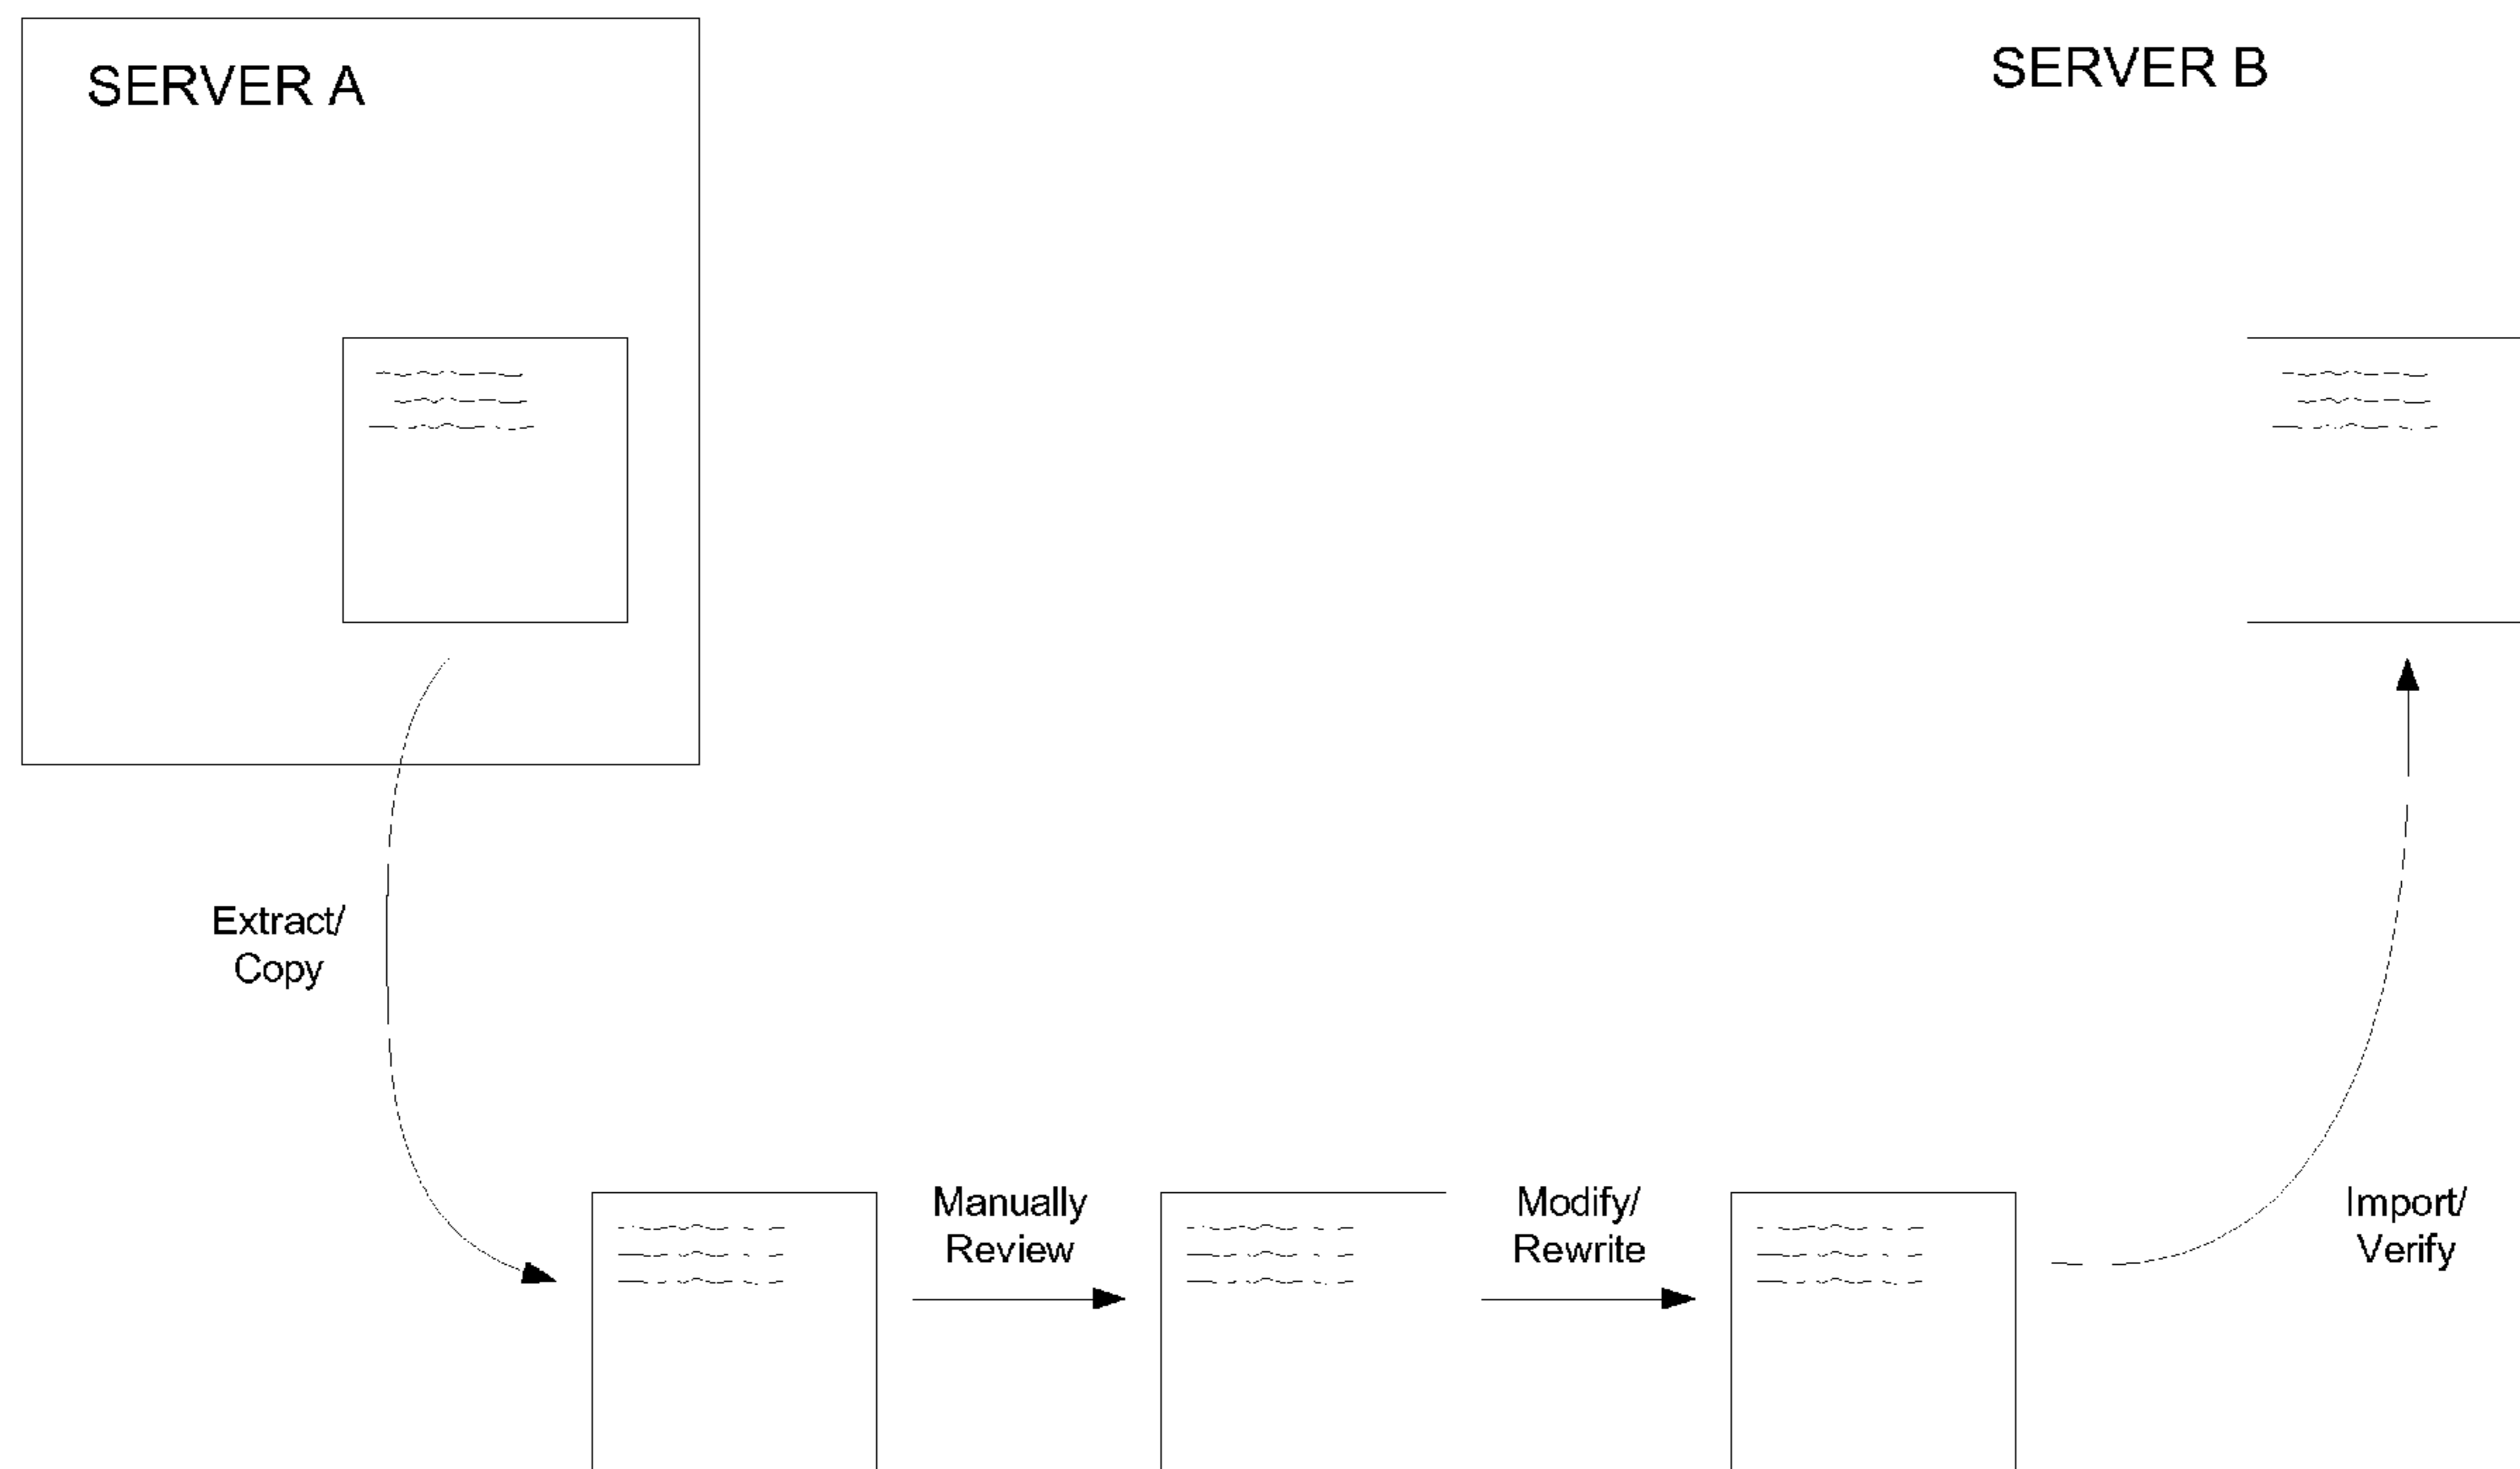 SERVER A
SERVER B
Extract/
Copy
Manually
Review
Modify/
Rewrite
Import/
Verify